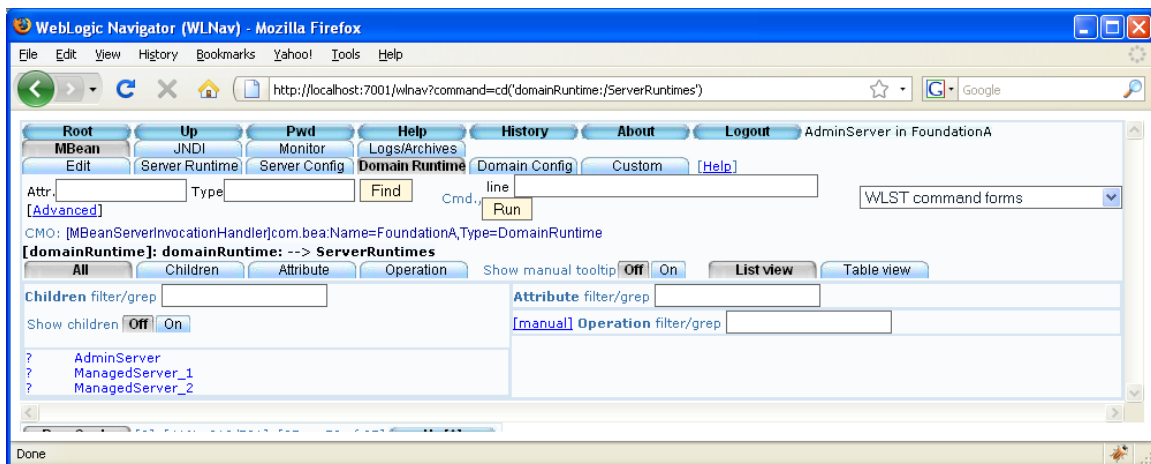 WebLogic Navigator (WLNav) - Mozilla Firefox
File Edit View History Bookmarks Yahoo! Tools Help
http://localhost:7001/wlnav?command=cd('domainRuntime:/ServerRuntimes') G Google
Root Up Pwd Help History About Logout AdminServer in FoundationA
MBean JNDI Monitor Logs/Archives
Edit Server Runtime Server Config Domain Runtime Domain Config Custom [Help]
Attr. Type Find Cmd., line Run WLST command forms
[Advanced]
CMO: [MBeanServerInvocationHandler]com.bea:Name=FoundationA,Type=DomainRuntime
[domainRuntime]: domainRuntime: --> ServerRuntimes
All Children Attribute Operation Show manual tooltip Off On List view Table view
Children filter/grep Attribute filter/grep
Show children Off On [manual] Operation filter/grep
? AdminServer
? ManagedServer_1
? ManagedServer_2
Done